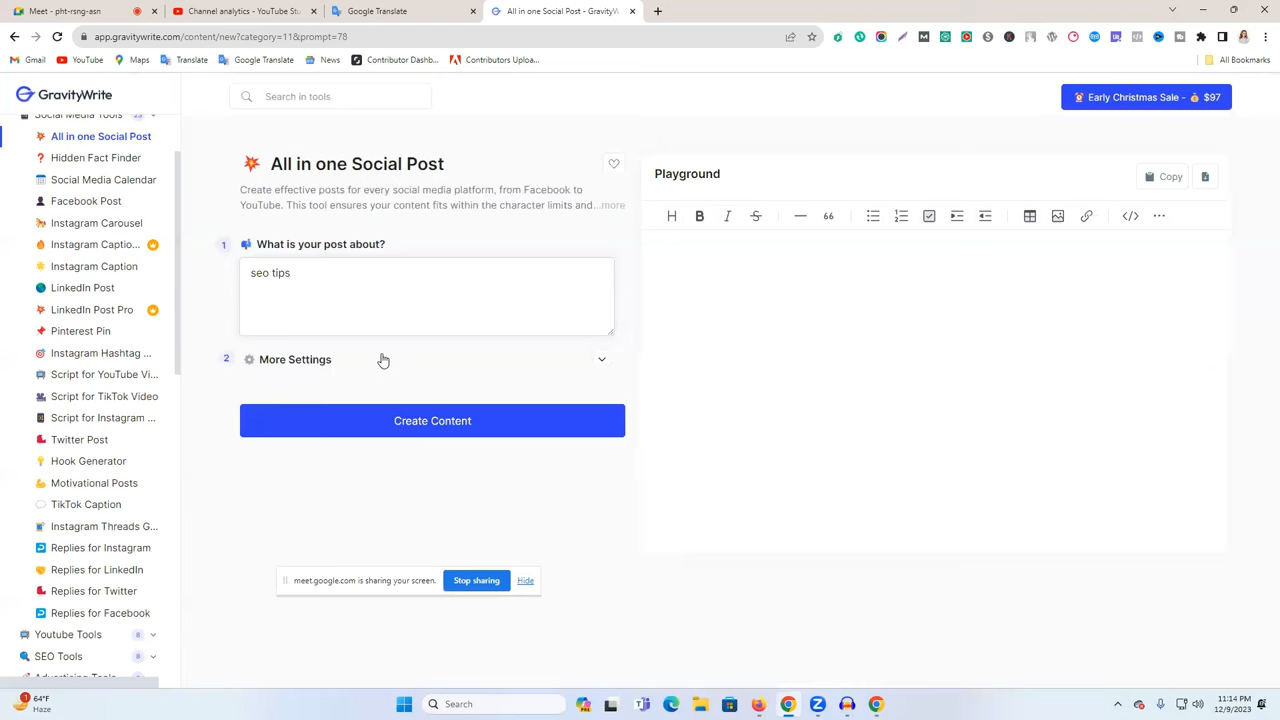 Meet - pht-rsng-asn
Channel analytics - YouTube Stu
Google Translate
All in one Social Post - GravityW
app.gravitywrite.com/content/new?category=11&prompt=78
Gmail
YouTube
Maps
Translate
Google Translate
News
Contributor Dashb...
Contributors Uploa...
All Bookmarks
GravityWrite
Search in tools
Early Christmas Sale - $97
Social Media Tools
23
All in one Social Post
Hidden Fact Finder
Social Media Calendar
Facebook Post
Instagram Carousel
Instagram Captio...
Instagram Caption
LinkedIn Post
LinkedIn Post Pro
Pinterest Pin
Instagram Hashtag ...
Script for YouTube Vi...
Script for TikTok Video
Script for Instagram ...
Twitter Post
Hook Generator
Motivational Posts
TikTok Caption
Instagram Threads G...
Replies for Instagram
Replies for LinkedIn
Replies for Twitter
Replies for Facebook
Youtube Tools 8
SEO Tools 8
Advertising Tools
All in one Social Post
Create effective posts for every social media platform, from Facebook to
YouTube. This tool ensures your content fits within the character limits and...more
1 What is your post about?
seo tips
2 More Settings
Create Content
Playground
Copy
H B I S 66
meet.google.com is sharing your screen. Stop sharing Hide
64°F
Haze
Search
11:14 PM
12/9/2023